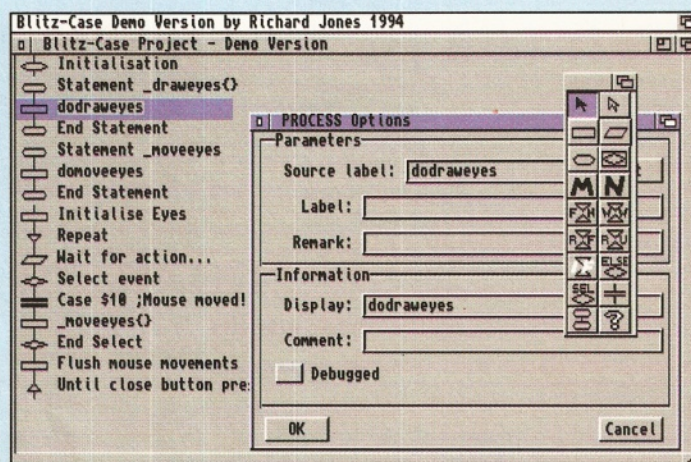 Blitz-Case Demo Version by Richard Jones 1994
Blitz-Case Project - Demo Version
Initialisation
Statement _draweyes{}
dodraweyes
End Statement
Statement _moveeyes
domoveeyes
End Statement
Initialise Eyes
Repeat
Wait for action...
Select event
Case $10 ;Mouse moved!
_moveeyes{}
End Select
Flush mouse movements
Until close button pre
PROCESS Options
Parameters
Source label: dodraweyes
Label:
Remark:
Information
Display: dodraweyes
Comment:
Debugged
OK Cancel
M N
ELSE
SEL